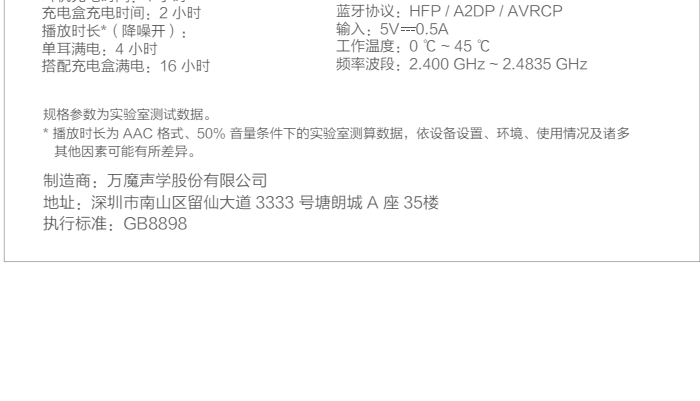 充电盒充电时间：2 小时
播放时长*（降噪开）：
单耳满电：4 小时
搭配充电盒满电：16 小时
蓝牙协议：HFP / A2DP / AVRCP
输入：5V⎓0.5A
工作温度：0 ℃ ~ 45 ℃
频率波段：2.400 GHz ~ 2.4835 GHz
规格参数为实验室测试数据。
* 播放时长为 AAC 格式、50% 音量条件下的实验室测算数据，依设备设置、环境、使用情况及诸多
其他因素可能有所差异。
制造商：万魔声学股份有限公司
地址：深圳市南山区留仙大道 3333 号塘朗城 A 座 35楼
执行标准：GB8898